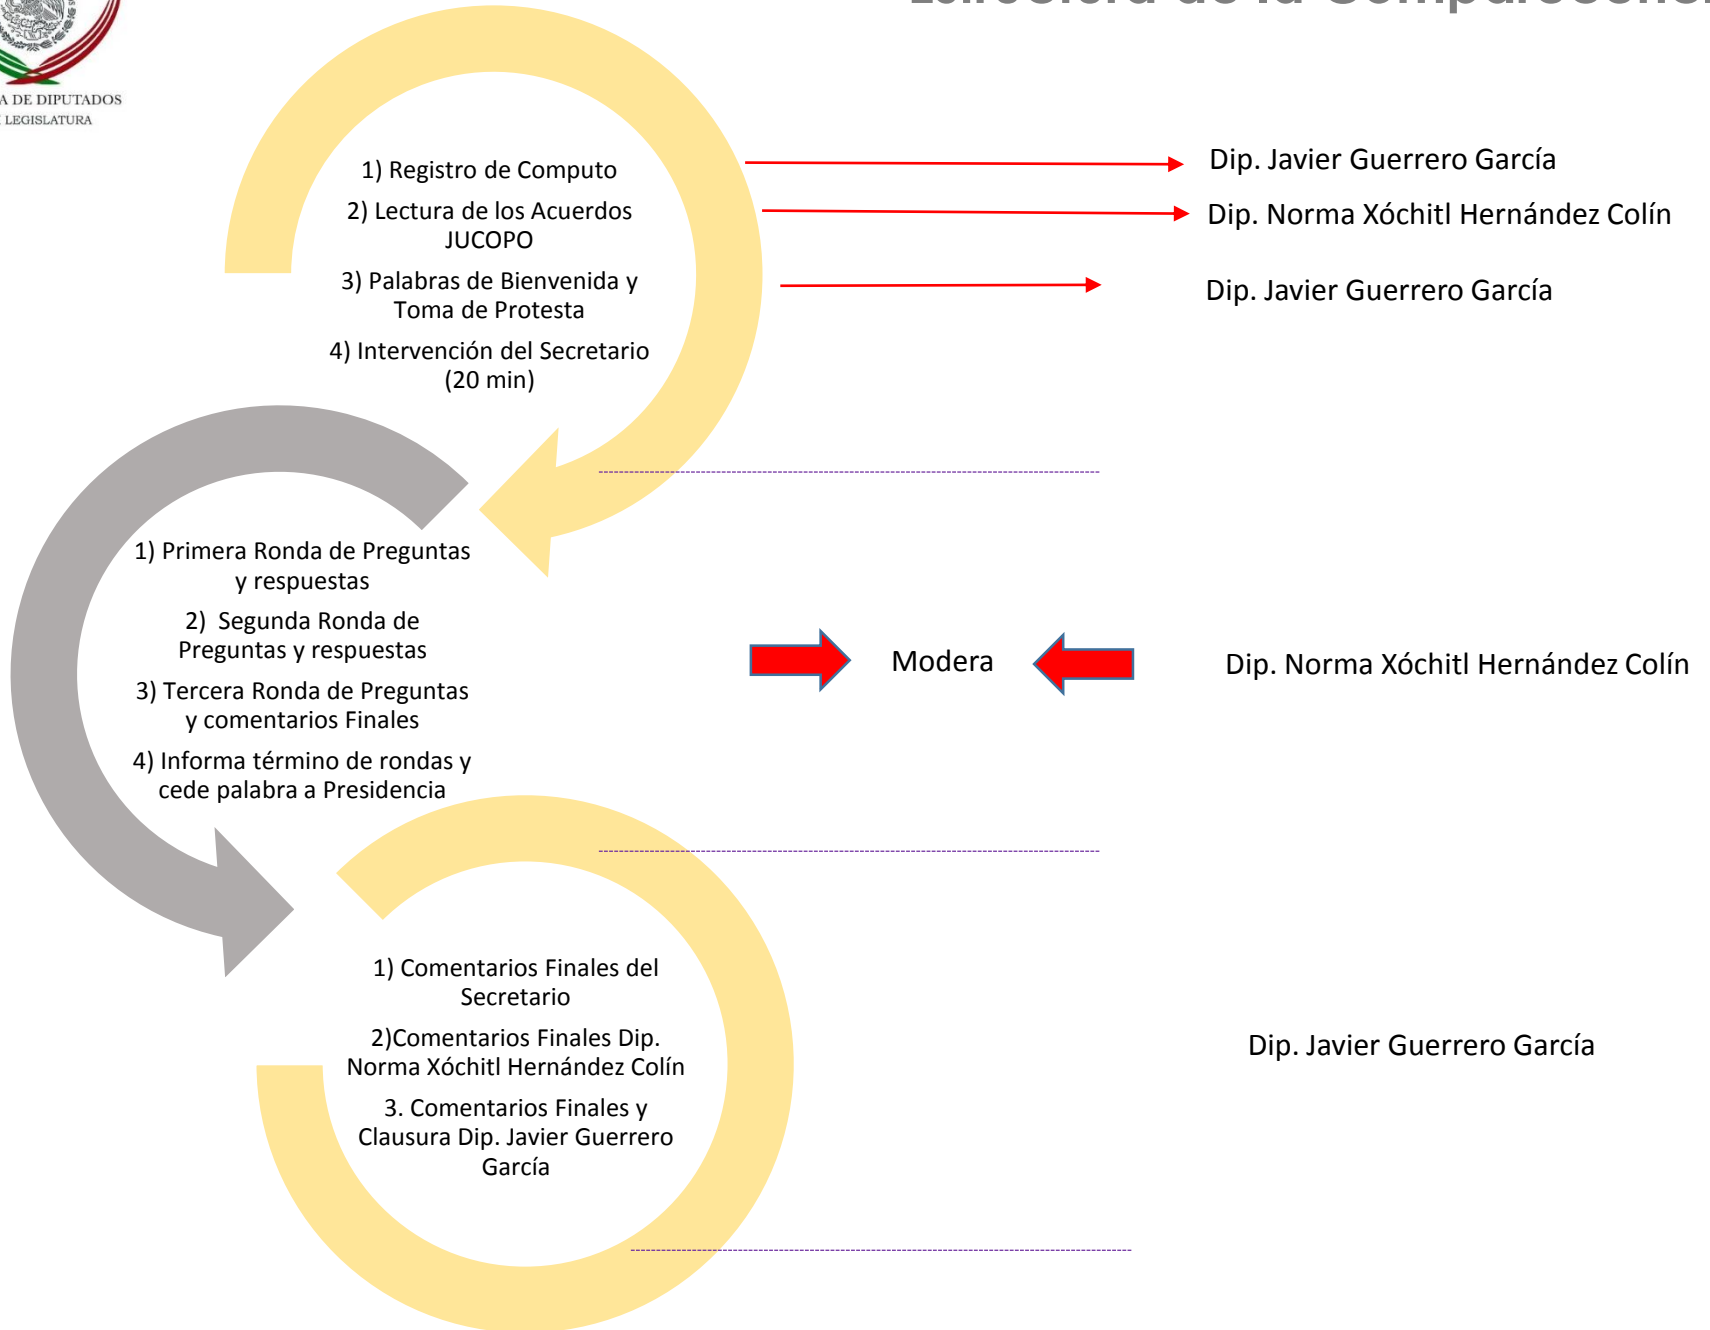 Estructura de la Comparecenci
A DE DIPUTADOS
LEGISLATURA
1) Registro de Computo
2) Lectura de los Acuerdos
JUCOPO
3) Palabras de Bienvenida y
Toma de Protesta
4) Intervención del Secretario
(20 min)
Dip. Javier Guerrero García
Dip. Norma Xóchitl Hernández Colín
Dip. Javier Guerrero García
1) Primera Ronda de Preguntas
y respuestas
2) Segunda Ronda de
Preguntas y respuestas
3) Tercera Ronda de Preguntas
y comentarios Finales
4) Informa término de rondas y
cede palabra a Presidencia
Modera
Dip. Norma Xóchitl Hernández Colín
1) Comentarios Finales del
Secretario
2)Comentarios Finales Dip.
Norma Xóchitl Hernández Colín
3. Comentarios Finales y
Clausura Dip. Javier Guerrero
García
Dip. Javier Guerrero García